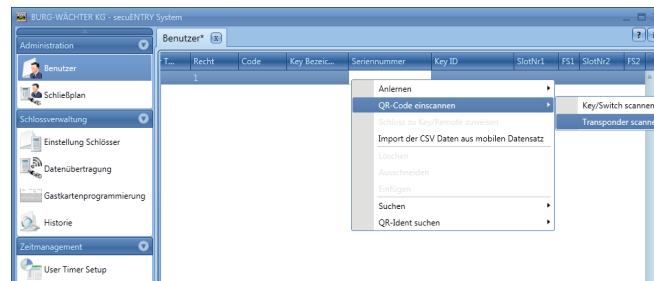 BURG-WÄCHTER KG - secuENTRY System
Administration
Benutzer
Schließplan
Schlossverwaltung
Einstellung Schlösser
Datenübertragung
Gastkartenprogrammierung
Historie
Zeitmanagement
User Timer Setup
Benutzer*
?
T... Recht Code Key Bezeic... Seriennummer Key ID SlotNr1 FS1 SlotNr2 FS2
1
Anlernen
QR-Code einscannen
Schloss zu Key/Remote zuweisen
Import der CSV Daten aus mobilen Datensatz
Löschen
Ausschneiden
Einfügen
Suchen
QR-Ident suchen
Key/Switch scannen
Transponder scanne